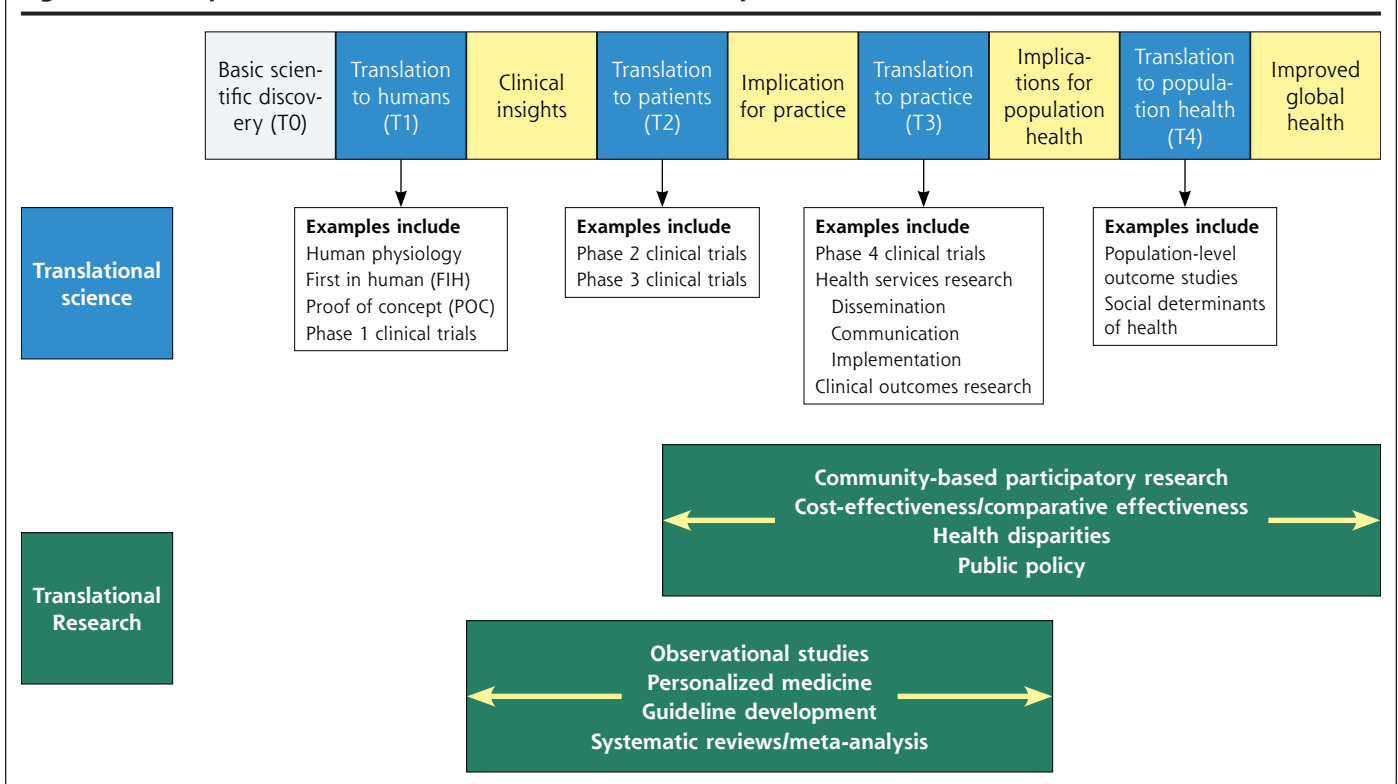 Basic scien-
tific discov-
ery (T0)
Translation
to humans
(T1)
Clinical
insights
Translation
to patients
(T2)
Implication
for practice
Translation
to practice
(T3)
Implica-
tions for
population
health
Translation
to popula-
tion health
(T4)
Improved
global
health
Translational
science
Examples include
Human physiology
First in human (FIH)
Proof of concept (POC)
Phase 1 clinical trials
Examples include
Phase 2 clinical trials
Phase 3 clinical trials
Examples include
Phase 4 clinical trials
Health services research
Dissemination
Communication
Implementation
Clinical outcomes research
Examples include
Population-level
outcome studies
Social determinants
of health
Translational
Research
Community-based participatory research
Cost-effectiveness/comparative effectiveness
Health disparities
Public policy
Observational studies
Personalized medicine
Guideline development
Systematic reviews/meta-analysis